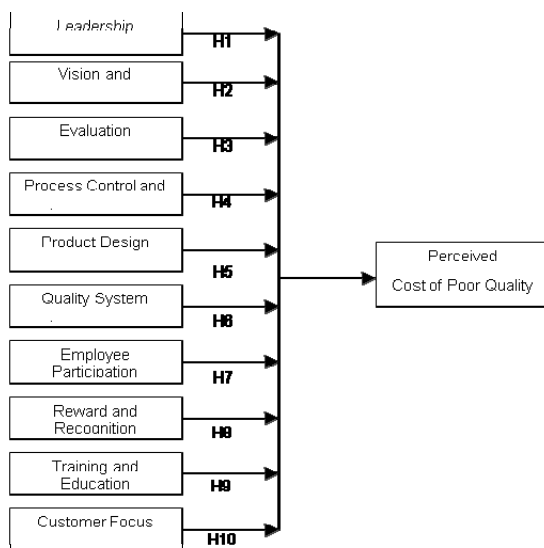 Leadership
H1
Vision and
H2
Evaluation
H3
Process Control and
H4
Product Design
H5
Quality System
H6
Employee
Participation
H7
Reward and
Recognition
H8
Training and
Education
H9
Customer Focus
H10
Perceived
Cost of Poor Quality